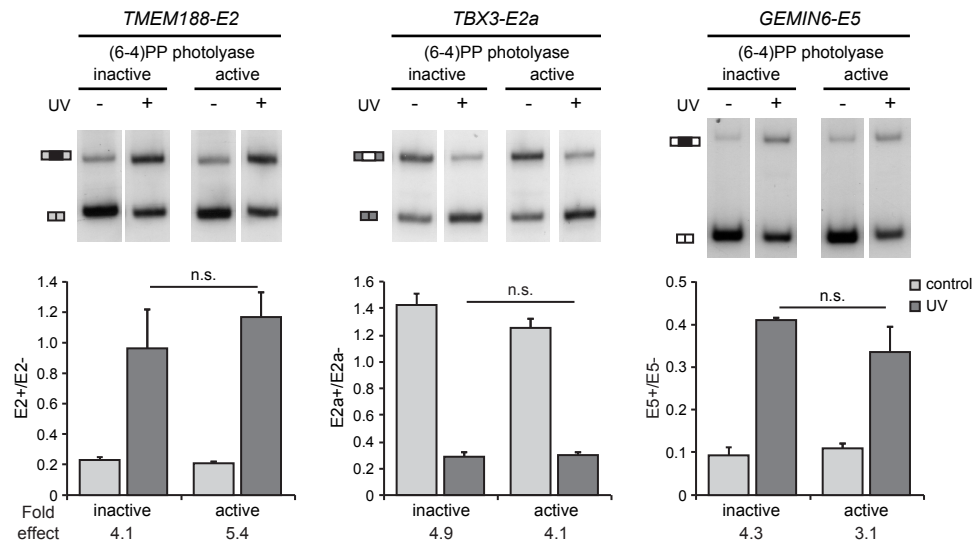 TMEM188-E2
(6-4)PP photolyase
inactive active
UV - + - +
E2+/E2-
1.4
1.2
1.0
0.8
0.6
0.4
0.2
0
n.s.
inactive active
Fold effect 4.1 5.4
TBX3-E2a
(6-4)PP photolyase
inactive active
UV - + - +
E2a+/E2a-
1.6
1.4
1.2
1.0
0.8
0.6
0.4
0.2
0
n.s.
inactive active
4.9 4.1
GEMIN6-E5
(6-4)PP photolyase
inactive active
UV - + - +
E5+/E5-
0.5
0.4
0.3
0.2
0.1
0
n.s.
control
UV
inactive active
4.3 3.1